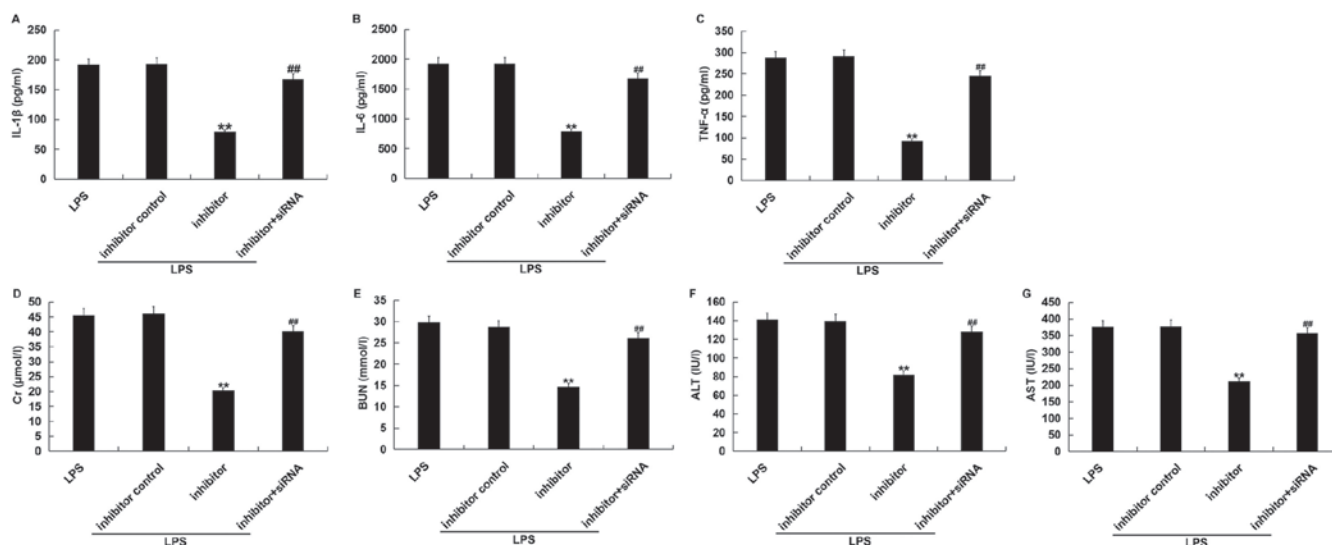 A
IL-1β (pg/ml)
250
200
150
100
50
0
**
##
LPS
inhibitor control
inhibitor
inhibitor+siRNA
LPS
B
IL-6 (pg/ml)
2500
2000
1500
1000
500
0
**
##
LPS
inhibitor control
inhibitor
inhibitor+siRNA
LPS
C
TNF-α (pg/ml)
350
300
250
200
150
100
50
0
**
##
LPS
inhibitor control
inhibitor
inhibitor+siRNA
LPS
D
Cr (μmol/l)
50
45
40
35
30
25
20
15
10
5
0
**
##
LPS
inhibitor control
inhibitor
inhibitor+siRNA
LPS
E
BUN (mmol/l)
35
30
25
20
15
10
5
0
**
##
LPS
inhibitor control
inhibitor
inhibitor+siRNA
LPS
F
ALT (IU/l)
160
140
120
100
80
60
40
20
0
**
##
LPS
inhibitor control
inhibitor
inhibitor+siRNA
LPS
G
AST (IU/l)
450
400
350
300
250
200
150
100
50
0
**
##
LPS
inhibitor control
inhibitor
inhibitor+siRNA
LPS